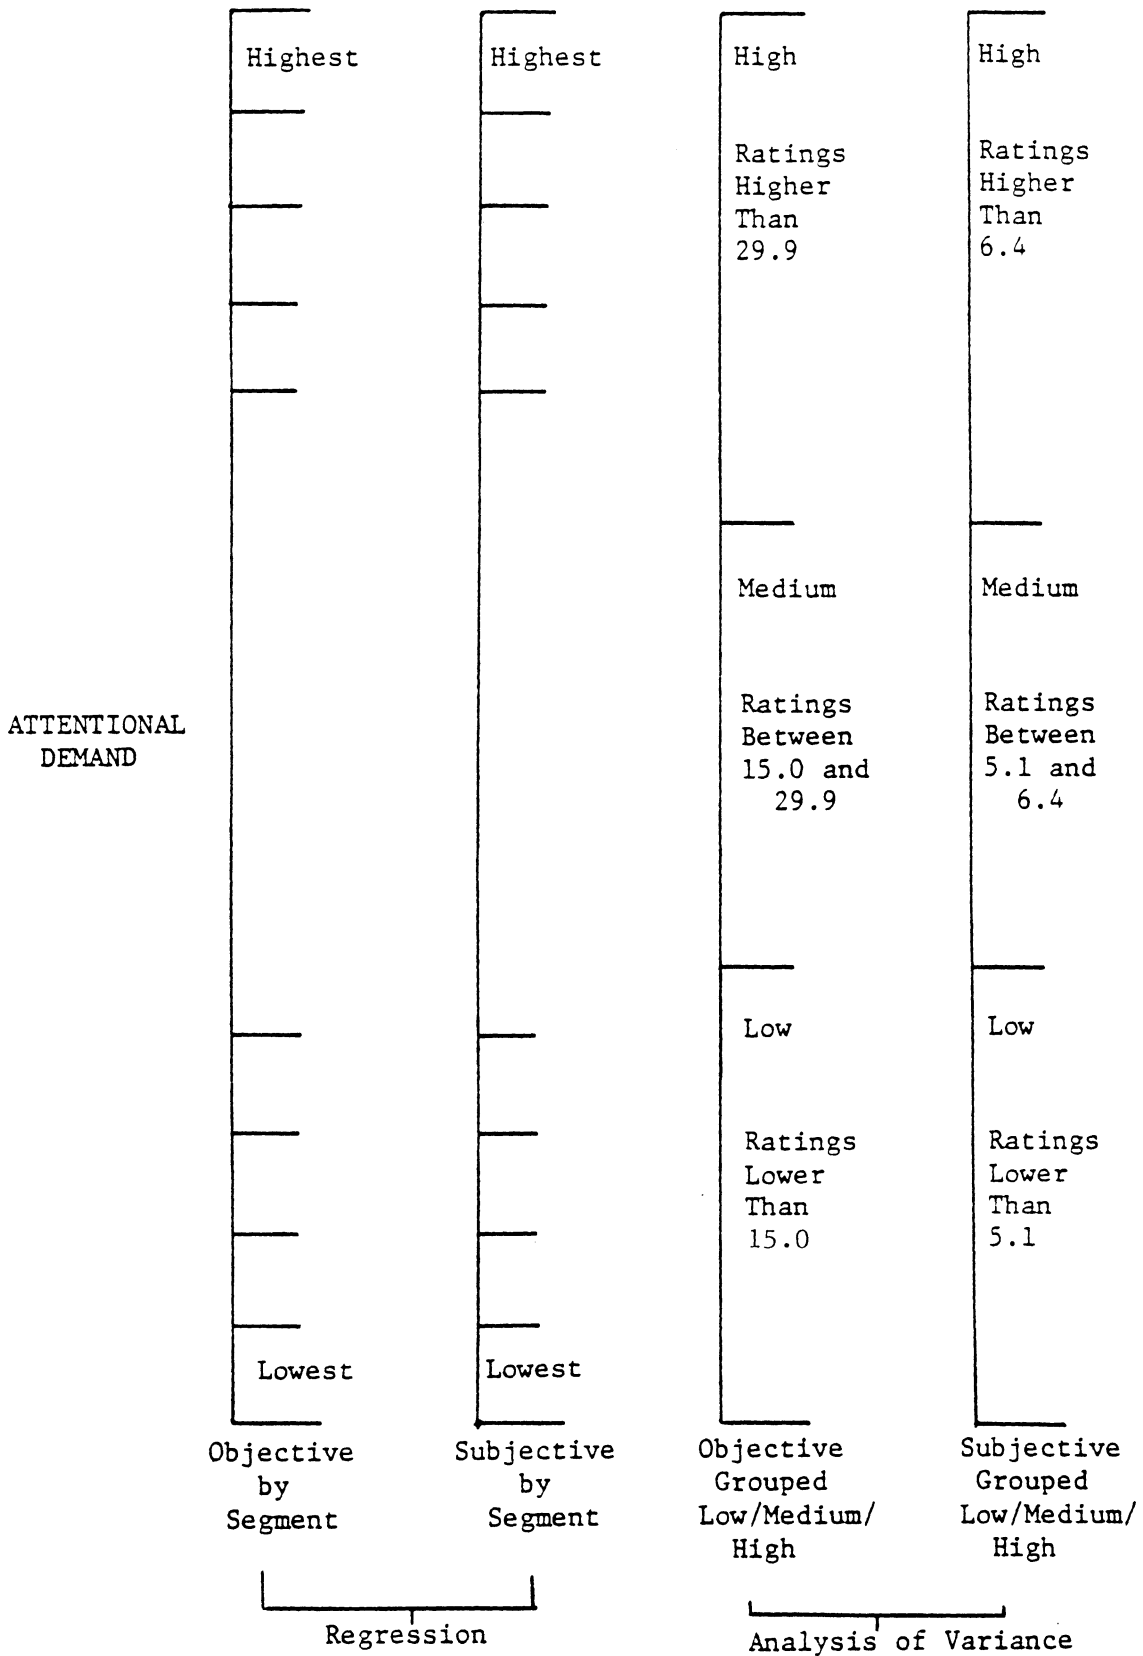 Highest
Highest
High
High
Ratings
Higher
Than
29.9
Ratings
Higher
Than
6.4
ATTENTIONAL
DEMAND
Medium
Medium
Ratings
Between
15.0 and
29.9
Ratings
Between
5.1 and
6.4
Low
Low
Ratings
Lower
Than
15.0
Ratings
Lower
Than
5.1
Lowest
Lowest
Objective
by
Segment
Subjective
by
Segment
Objective
Grouped
Low/Medium/
High
Subjective
Grouped
Low/Medium/
High
Regression
Analysis of Variance